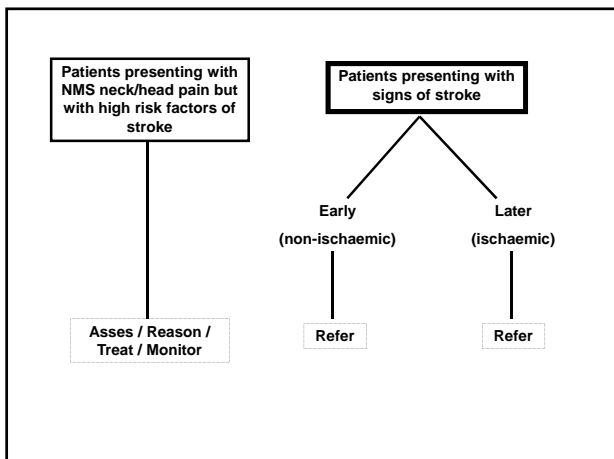 Patients presenting with
NMS neck/head pain but
with high risk factors of
stroke
Patients presenting with
signs of stroke
Early
(non-ischaemic)
Later
(ischaemic)
Asses / Reason /
Treat / Monitor
Refer
Refer